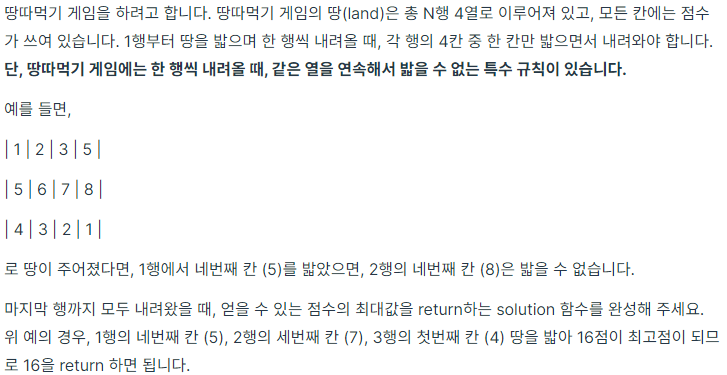 땅따먹기 게임을 하려고 합니다. 땅따먹기 게임의 땅(land)은 총 N행 4열로 이루어져 있고, 모든 칸에는 점수
가 쓰여 있습니다. 1행부터 땅을 밟으며 한 행씩 내려올 때, 각 행의 4칸 중 한 칸만 밟으면서 내려와야 합니다.
단, 땅따먹기 게임에는 한 행씩 내려올 때, 같은 열을 연속해서 밟을 수 없는 특수 규칙이 있습니다.
예를 들면,
| 1 | 2 | 3 | 5 |
| 5 | 6 | 7 | 8 |
| 4 | 3 | 2 | 1 |
로 땅이 주어졌다면, 1행에서 네번째 칸 (5)를 밟았으면, 2행의 네번째 칸 (8)은 밟을 수 없습니다.
마지막 행까지 모두 내려왔을 때, 얻을 수 있는 점수의 최대값을 return하는 solution 함수를 완성해 주세요.
위 예의 경우, 1행의 네번째 칸 (5), 2행의 세번째 칸 (7), 3행의 첫번째 칸 (4) 땅을 밟아 16점이 최고점이 되므
로 16을 return 하면 됩니다.